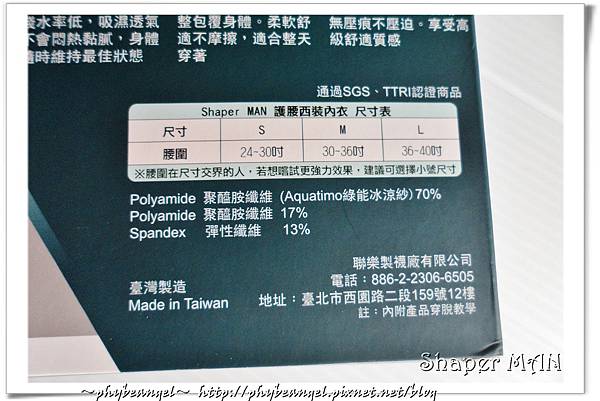 淺水率低，吸濕透氣
不會悶熱黏膩，身體
隨時維持最佳狀態
整包覆身體。柔軟舒
適不摩擦，適合整天
穿著
無壓痕不壓迫。享受高
級舒適質感
通過SGS、TTRI認證商品
Shaper MAN 護腰西裝內衣 尺寸表
尺寸 S M L
腰圍 24~30吋 30~36吋 36~40吋
※腰圍在尺寸交界的人，若想嚐試更強力效果，建議可選擇小號尺寸
Polyamide 聚醯胺纖維 (Aquatimo綠能冰涼紗)70%
Polyamide 聚醯胺纖維 17%
Spandex 彈性纖維 13%
聯樂製襪廠有限公司
臺灣製造 電話：886-2-2306-6505
Made in Taiwan 地址：臺北市西園路二段159號12樓
註：內附產品穿脫教學
Shaper MAN
～phybeangel～ http://phybeangel.pixnet.net/blog